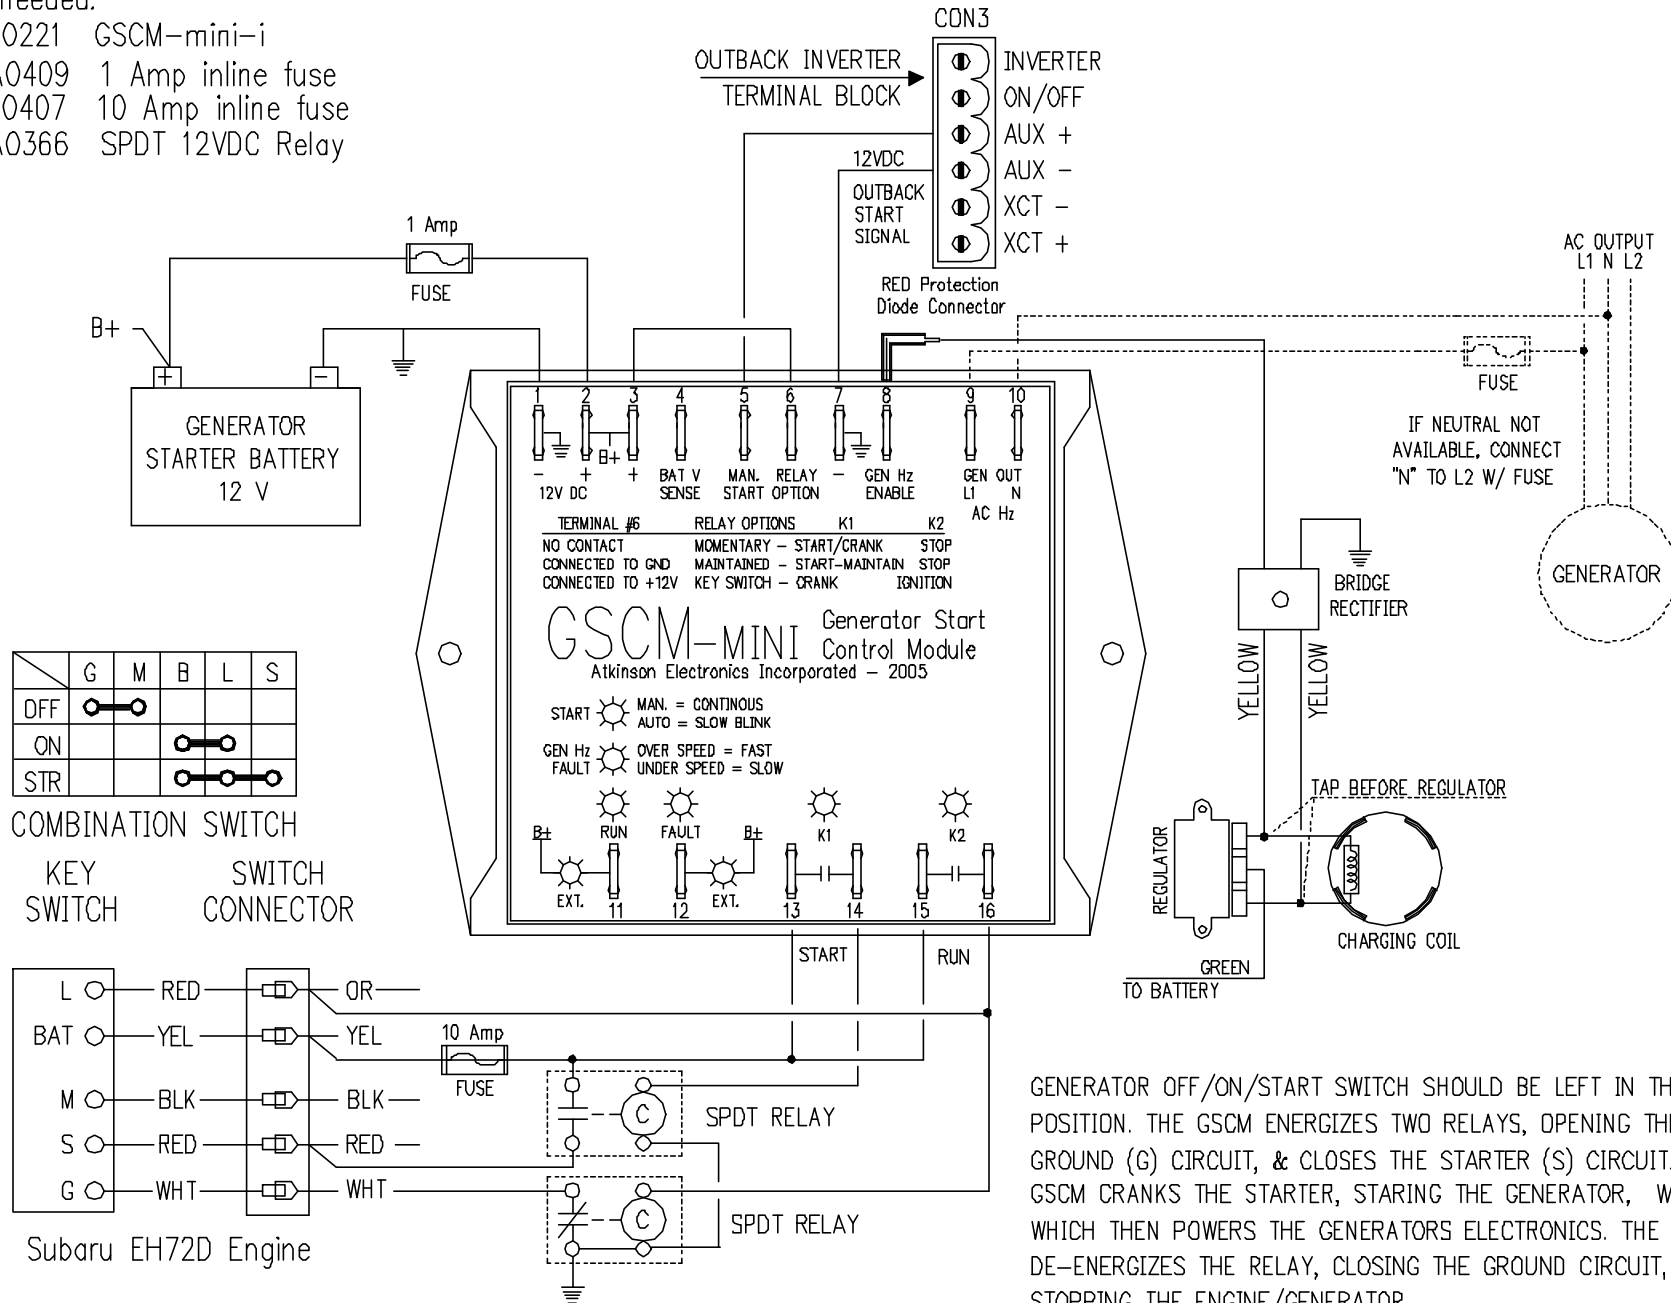 GSCM-mini-i
1 Amp inline fuse
10 Amp inline fuse
SPDT 12VDC Relay
CON3
OUTBACK INVERTER
TERMINAL BLOCK
INVERTER
ON/OFF
AUX +
AUX -
XCT -
XCT +
12VDC
OUTBACK
START
SIGNAL
RED Protection
Diode Connector
1 Amp
FUSE
B+
+
-
GENERATOR
STARTER BATTERY
12 V
AC OUTPUT
L1 N L2
FUSE
IF NEUTRAL NOT
AVAILABLE, CONNECT
"N" TO L2 W/ FUSE
GENERATOR
1 2 3 4 5 6 7 8 9 10
B+
- + + BAT V MAN. RELAY - GEN Hz GEN OUT
12V DC SENSE START OPTION ENABLE L1 N
AC Hz
TERMINAL #6 RELAY OPTIONS K1 K2
NO CONTACT MOMENTARY - START/CRANK STOP
CONNECTED TO GND MAINTAINED - START-MAINTAIN STOP
CONNECTED TO +12V KEY SWITCH - CRANK IGNITION
GSCM-MINI Generator Start
Control Module
Atkinson Electronics Incorporated - 2005
START MAN. = CONTINOUS
AUTO = SLOW BLINK
GEN Hz OVER SPEED = FAST
FAULT UNDER SPEED = SLOW
B+ RUN FAULT B+ K1 K2
EXT. EXT.
11 12 13 14 15 16
START RUN
BRIDGE
RECTIFIER
YELLOW YELLOW
TAP BEFORE REGULATOR
REGULATOR
CHARGING COIL
GREEN
TO BATTERY
G M B L S
OFF
ON
STR
COMBINATION SWITCH
KEY SWITCH
SWITCH CONNECTOR
L RED OR
BAT YEL YEL
M BLK BLK
S RED RED
G WHT WHT
Subaru EH72D Engine
10 Amp
FUSE
C SPDT RELAY
C SPDT RELAY
GENERATOR OFF/ON/START SWITCH SHOULD BE LEFT IN
POSITION. THE GSCM ENERGIZES TWO RELAYS, OPENING
GROUND (G) CIRCUIT, & CLOSES THE STARTER (S) CIRCUIT.
GSCM CRANKS THE STARTER, STARING THE GENERATOR,
WHICH THEN POWERS THE GENERATORS ELECTRONICS. THE
DE-ENERGIZES THE RELAY, CLOSING THE GROUND CIRCUIT,
STOPPING THE ENGINE/GENERATOR